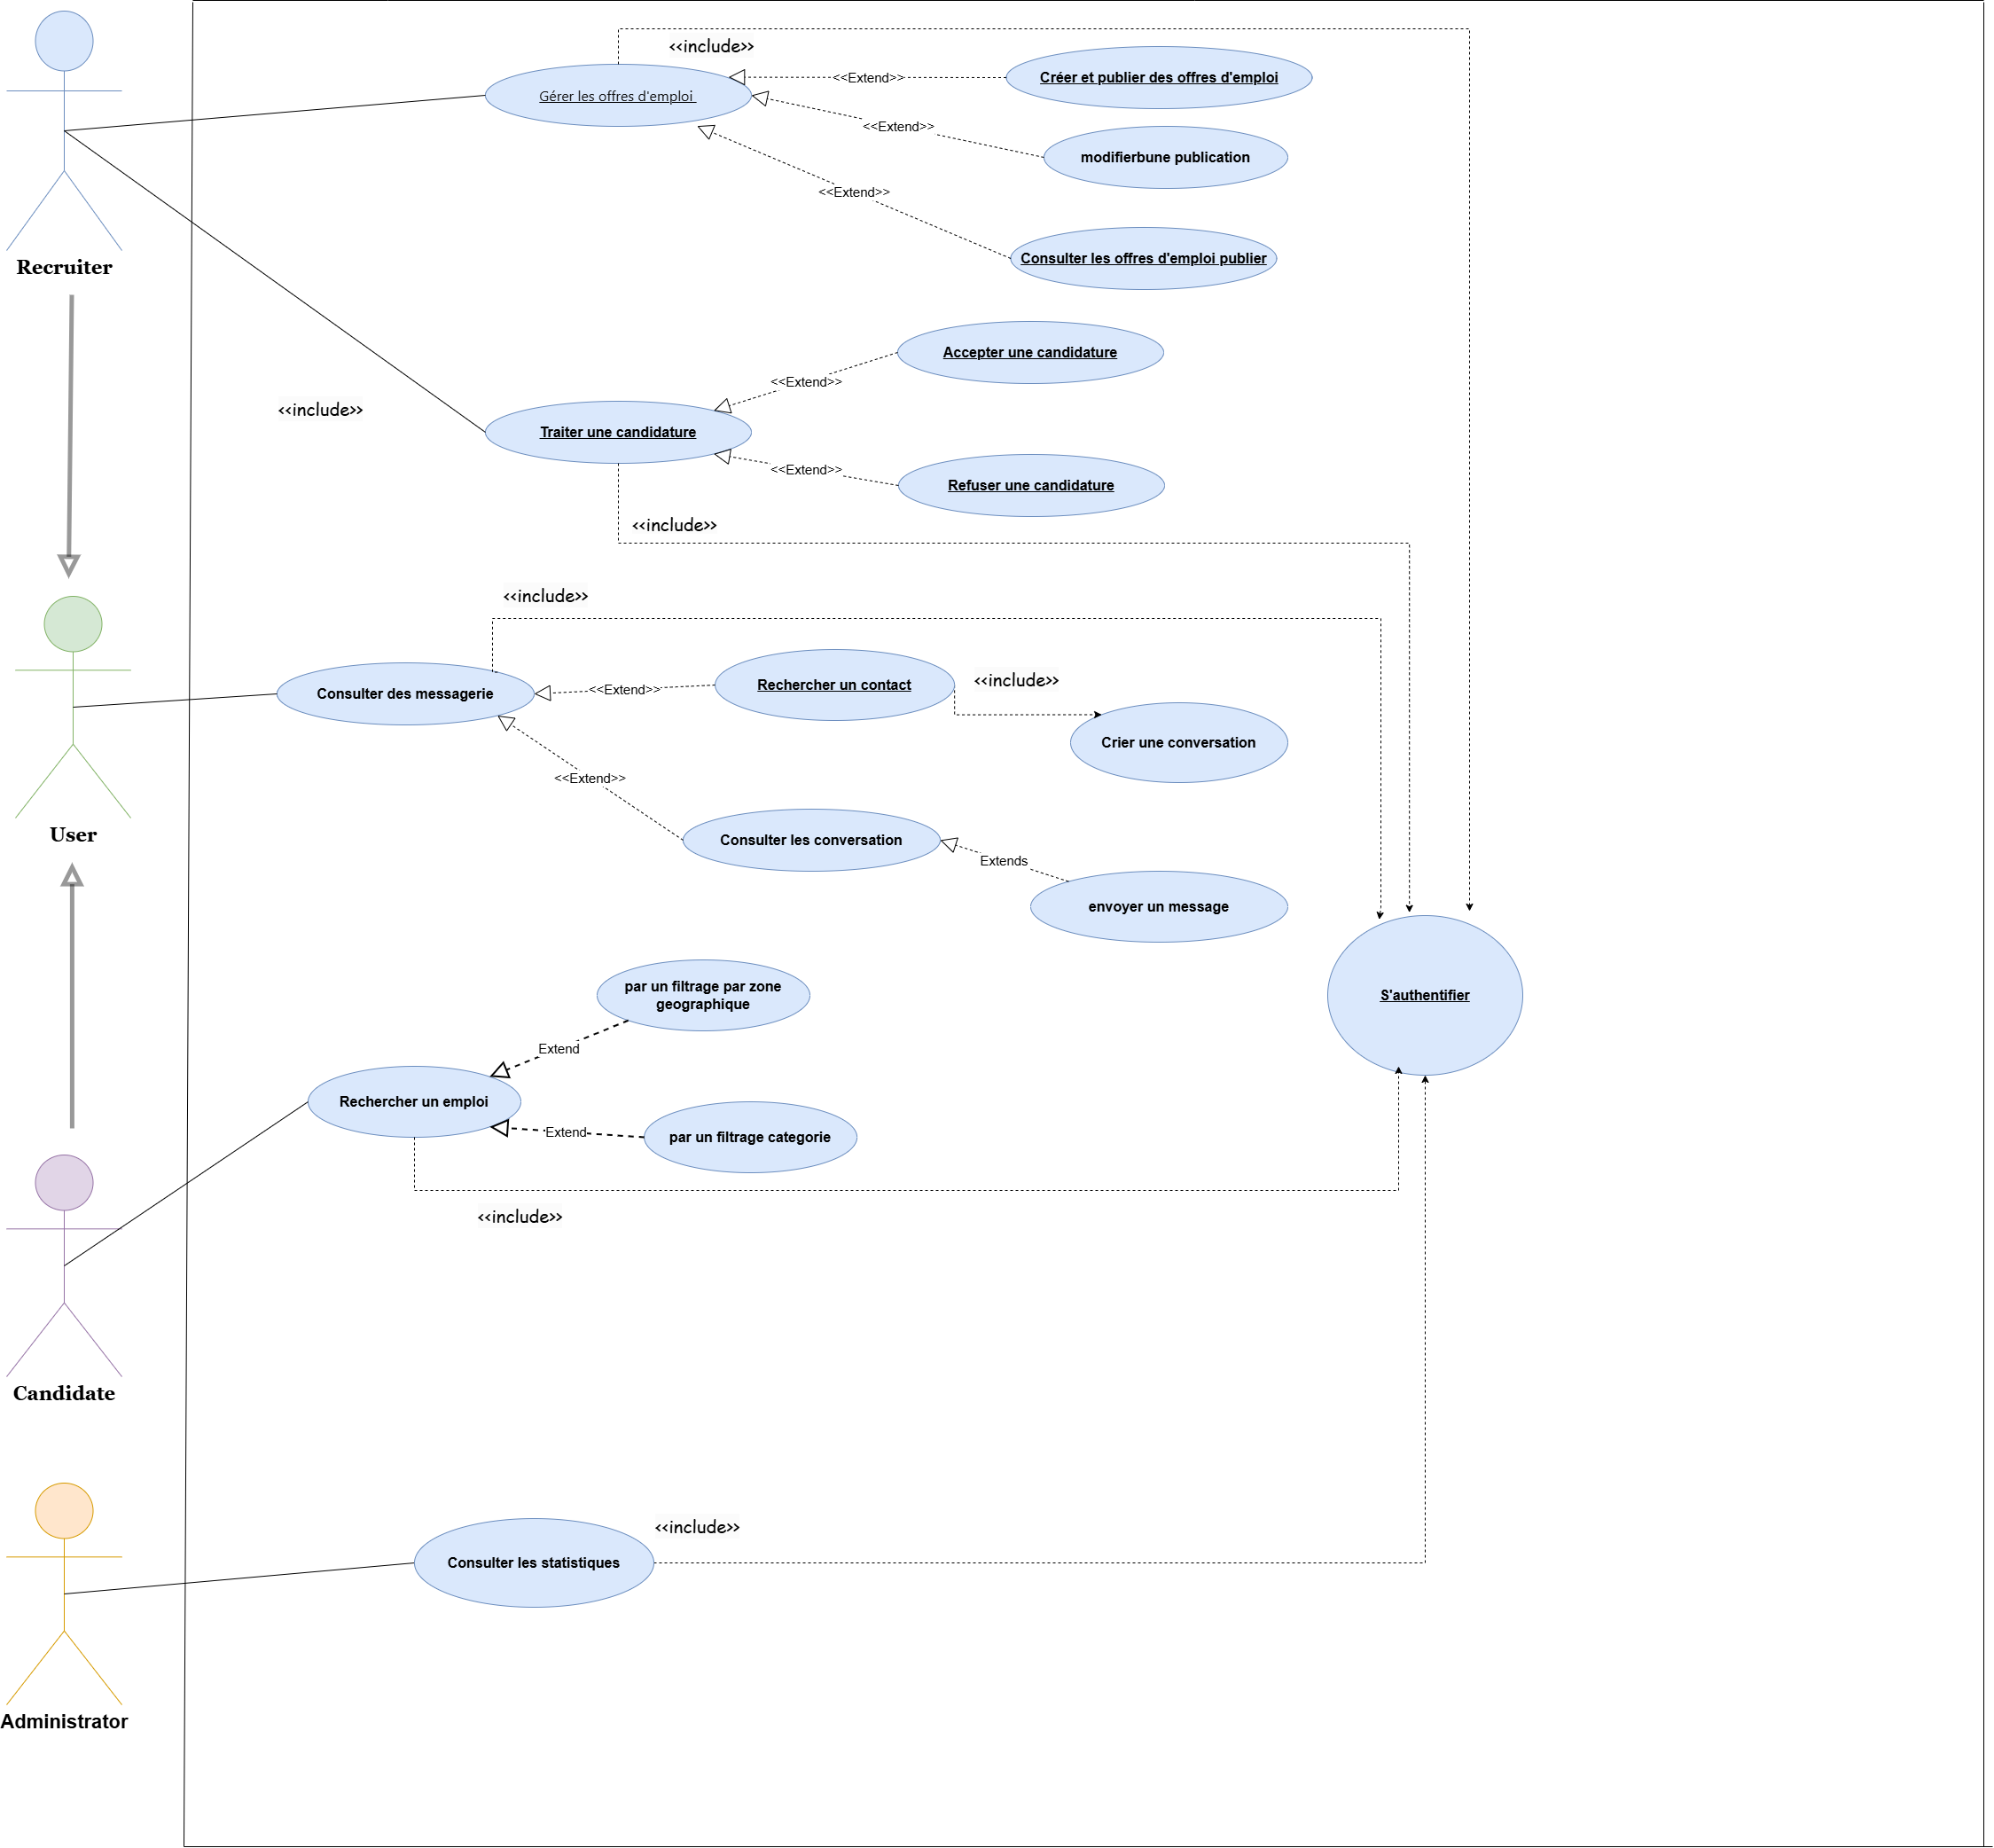 <<include>>
Gérer les offres d'emploi
<<Extend>>
Créer et publier des offres d'emploi
<<Extend>>
modifierbune publication
<<Extend>>
Consulter les offres d'emploi publier
Recruiter
Accepter une candidature
<<Extend>>
<<include>>
Traiter une candidature
<<Extend>>
Refuser une candidature
<<include>>
<<include>>
Consulter des messagerie
<<Extend>>
Rechercher un contact
<<include>>
Crier une conversation
<<Extend>>
User
Consulter les conversation
Extends
envoyer un message
par un filtrage par zone
geographique
S'authentifier
Extend
Rechercher un emploi
Extend
par un filtrage categorie
<<include>>
Candidate
<<include>>
Consulter les statistiques
Administrator